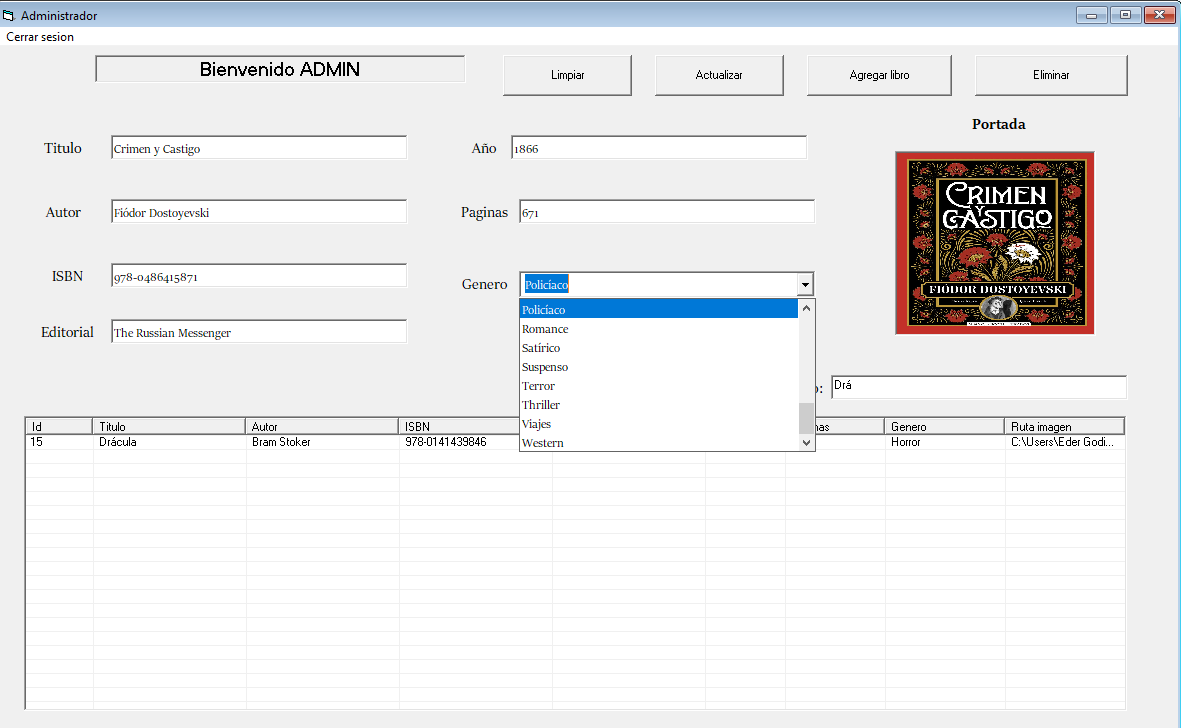 Administrador
Cerrar sesion
Bienvenido ADMIN
Limpiar
Actualizar
Agregar libro
Eliminar
Portada
Titulo
Crimen y Castigo
Año
1866
CRIMEN
Y
CASTIGO
FIÓDOR DOSTOYEVSKI
Autor
Fiódor Dostoyevski
Paginas
671
ISBN
978-0486415871
Genero
Policíaco
Editorial
The Russian Messenger
Policíaco
Romance
Satírico
Suspenso
Terror
Thriller
Viajes
Western
Drá
Id Titulo Autor ISBN Genero Ruta imagen
15 Drácula Bram Stoker 978-0141439846 Horror C:\Users\Eder Godi...